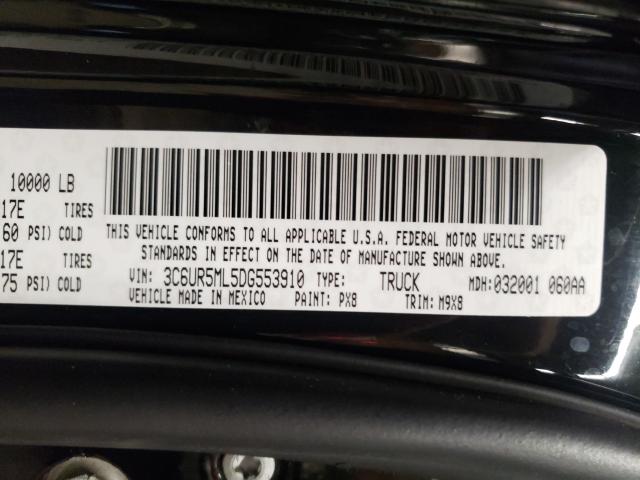 10000 LB
17E TIRES
60 PSI) COLD
17E TIRES
75 PSI) COLD
THIS VEHICLE CONFORMS TO ALL APPLICABLE U.S.A. FEDERAL MOTOR VEHICLE SAFETY
STANDARDS IN EFFECT ON THE DATE OF MANUFACTURE SHOWN ABOVE.
VIN: 3C6UR5ML5DG553910 TYPE: TRUCK MDH:032001 060AA
VEHICLE MADE IN MEXICO PAINT: PX8 TRIM: M9X8